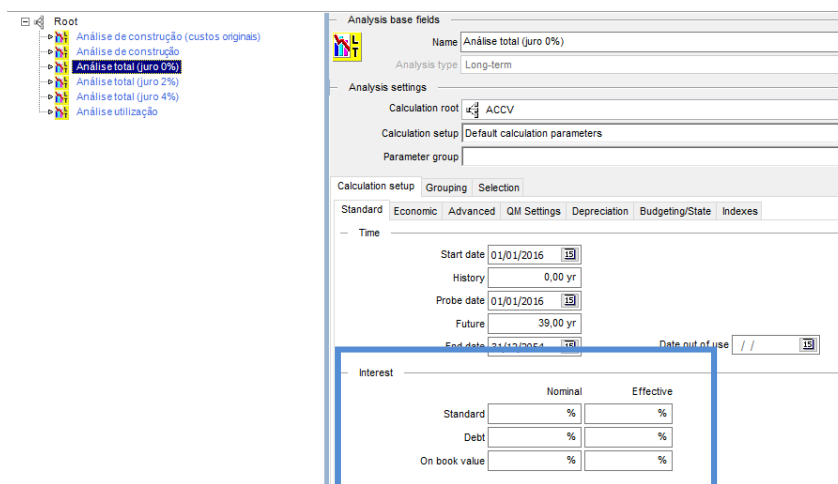 Root
Análise de construção (custos originais)
Análise de construção
Análise total (juro 0%)
Análise total (juro 2%)
Análise total (juro 4%)
Análise utilização
Analysis base fields
LT
Name Análise total (juro 0%)
Analysis type Long-term
Analysis settings
Calculation root ACCV
Calculation setup Default calculation parameters
Parameter group
Calculation setup Grouping Selection
Standard Economic Advanced QM Settings Depreciation Budgeting/State Indexes
Time
Start date 01/01/2016 15
History 0,00 yr
Probe date 01/01/2016 15
Future 39,00 yr
End date 31/12/2054 15 Date out of use / / 15
Interest
Nominal Effective
Standard % %
Debt % %
On book value % %